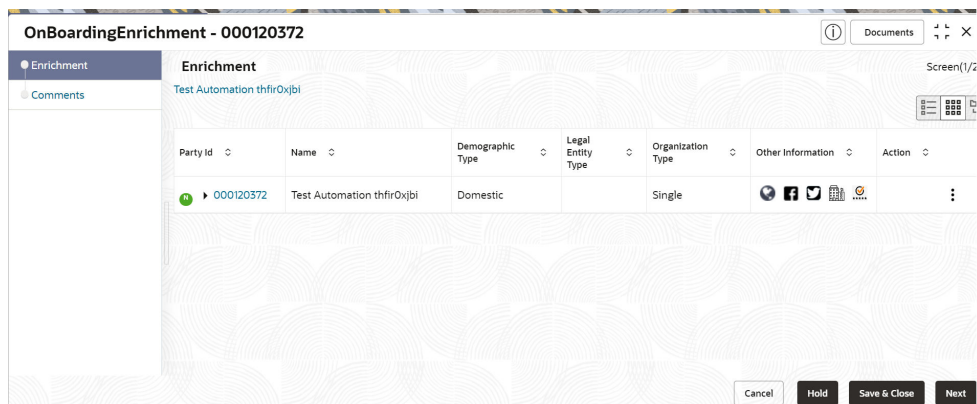 OnBoardingEnrichment - 000120372
Documents
Enrichment
Comments
Enrichment
Screen(1/2
Test Automation thfir0xjbi
Party Id
Name
Demographic
Type
Legal
Entity
Type
Organization
Type
Other Information
Action
N
000120372
Test Automation thfir0xjbi
Domestic
Single
Cancel
Hold
Save & Close
Next